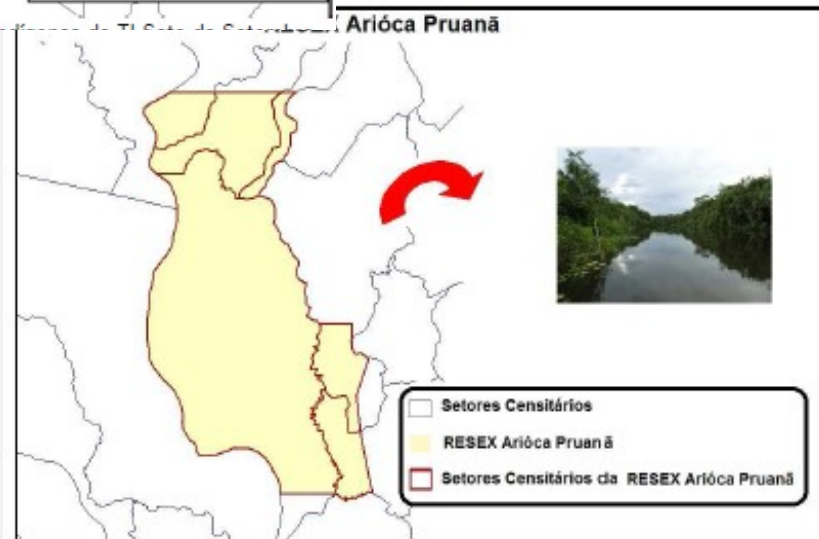 Arióca Pruanã
Setores Censitários
RESEX Arióca Pruanã
Setores Censitários da RESEX Arióca Pruanã